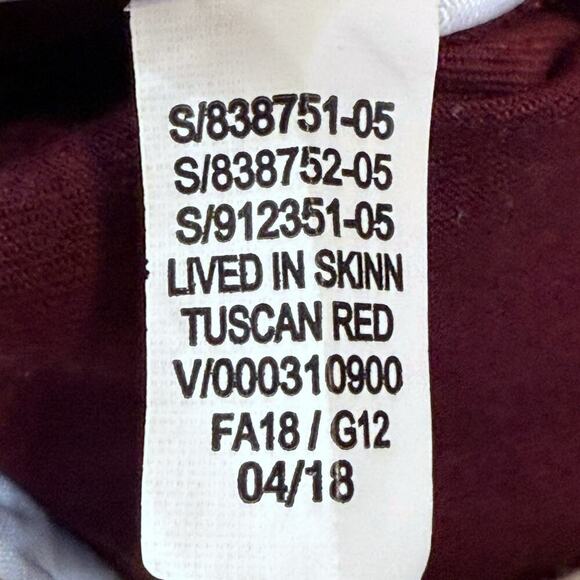 S/838751-05
S/838752-05
S/912351-05
LIVED IN SKINN
TUSCAN RED
V/000310900
FA18 / G12
04/18